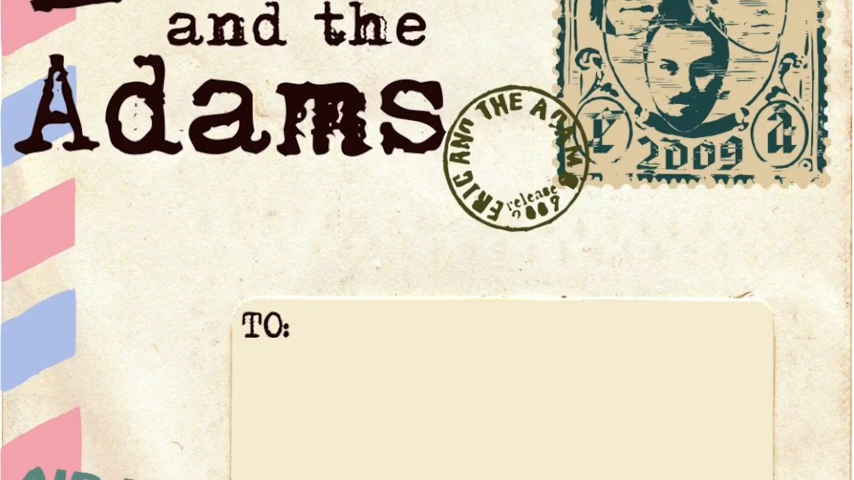 and the
Adams
ERIC AND THE ADAMS
release
2009
e a
2009
TO: